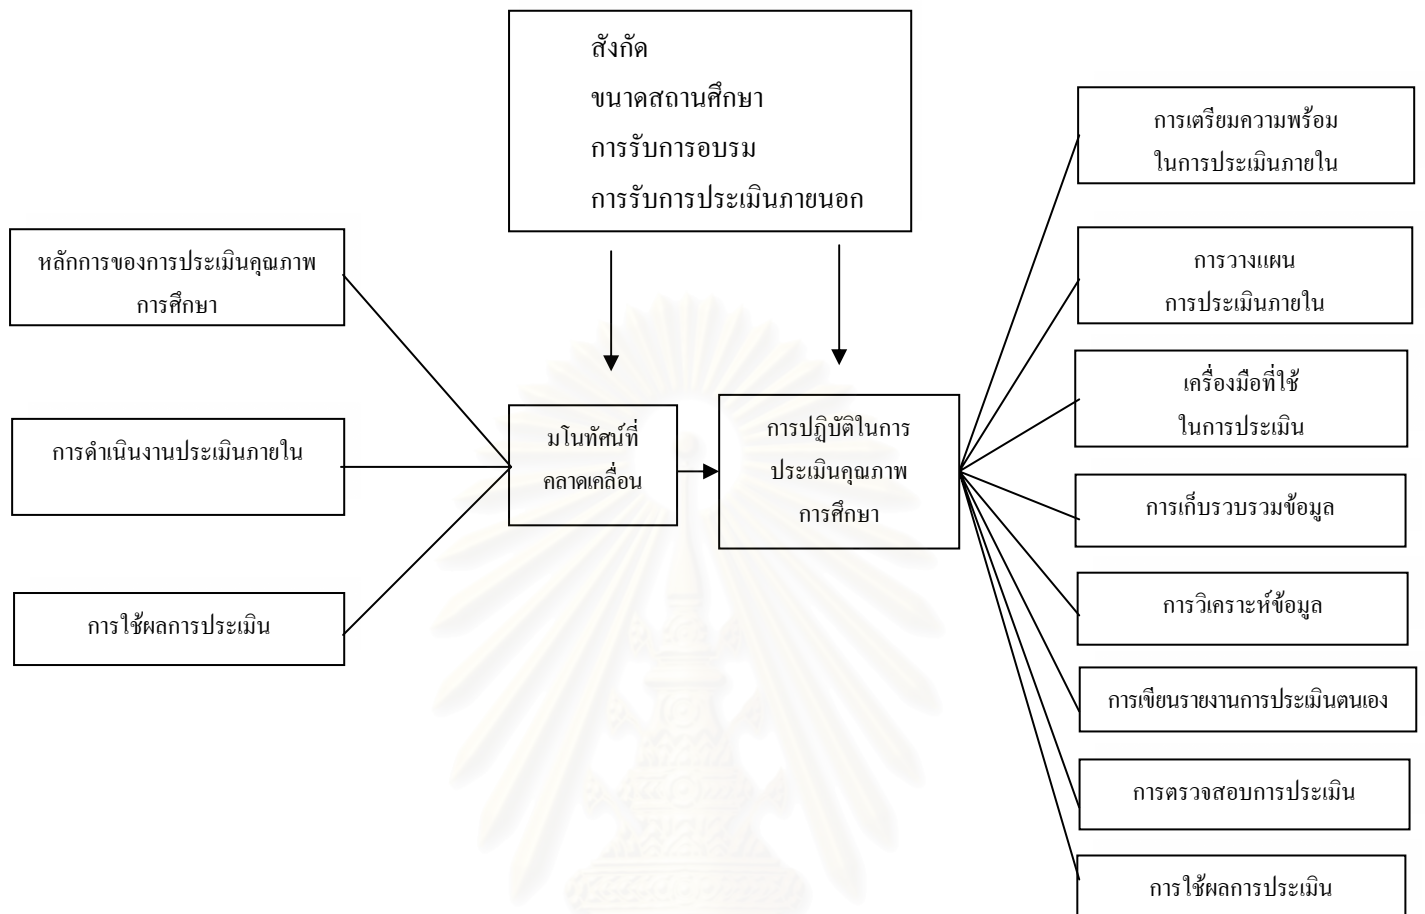 สังกัด
ขนาดสถานศึกษา
การรับการอบรม
การรับการประเมินภายนอก
หลักการของการประเมินคุณภาพ
การศึกษา
การดำเนินงานประเมินภายใน
การใช้ผลการประเมิน
มโนทัศน์ที่
คลาดเคลื่อน
การปฏิบัติในการ
ประเมินคุณภาพ
การศึกษา
การเตรียมความพร้อม
ในการประเมินภายใน
การวางแผน
การประเมินภายใน
เครื่องมือที่ใช้
ในการประเมิน
การเก็บรวบรวมข้อมูล
การวิเคราะห์ข้อมูล
การเขียนรายงานการประเมินตนเอง
การตรวจสอบการประเมิน
การใช้ผลการประเมิน